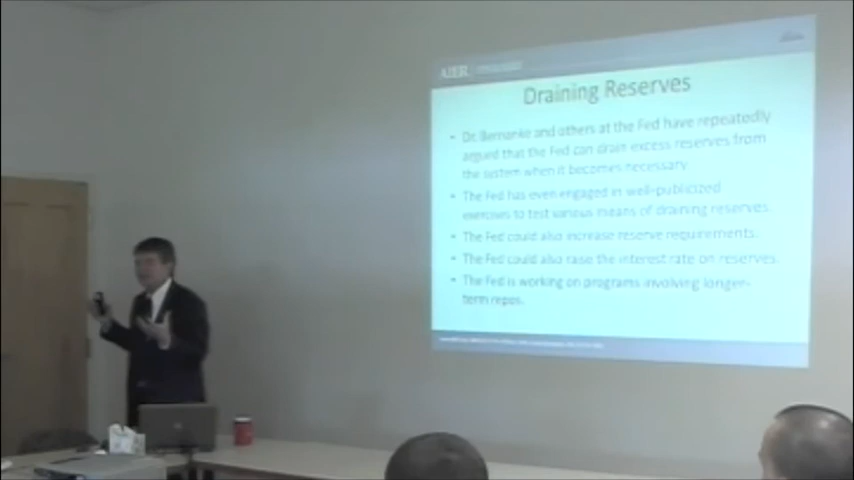 AIER
Draining Reserves
• Dr. Bernanke and others at the Fed have repeatedly
argued that the Fed can drain excess reserves from
the system when it becomes necessary.
• The Fed has even engaged in well-publicized
exercises to test various means of draining reserves.
• The Fed could also increase reserve requirements.
• The Fed could also raise the interest rate on reserves.
• The Fed is working on programs involving longer-
term repos.